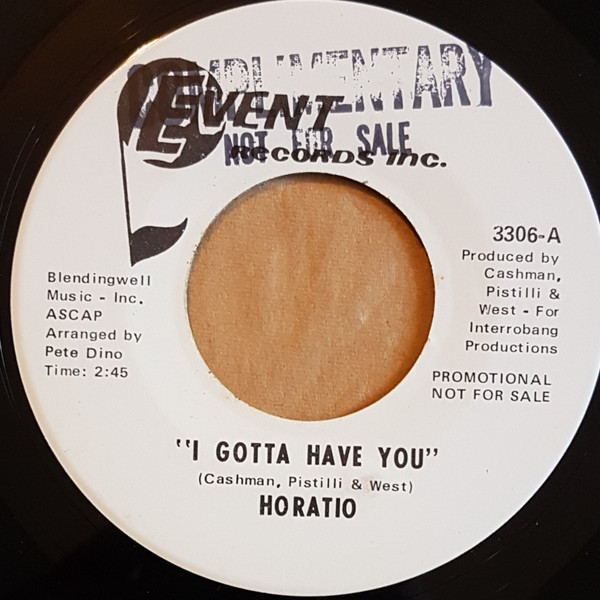 COMPLIMENTARY
EVENT
NOT FOR SALE
RECORDS Inc.
3306-A
Produced by
Cashman,
Pistilli &
West - For
Interrobang
Productions
Blendingwell
Music - Inc.
ASCAP
Arranged by
Pete Dino
Time: 2:45
PROMOTIONAL
NOT FOR SALE
"I GOTTA HAVE YOU"
(Cashman, Pistilli & West)
HORATIO